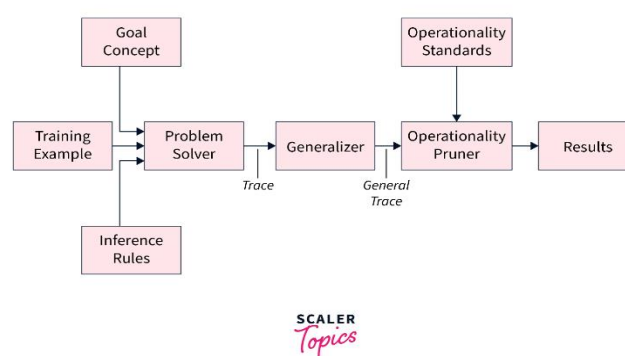 Goal
Concept
Operationality
Standards
Training
Example
Problem
Solver
Generalizer
Operationality
Pruner
Results
Trace
General
Trace
Inference
Rules
SCALER
Topics